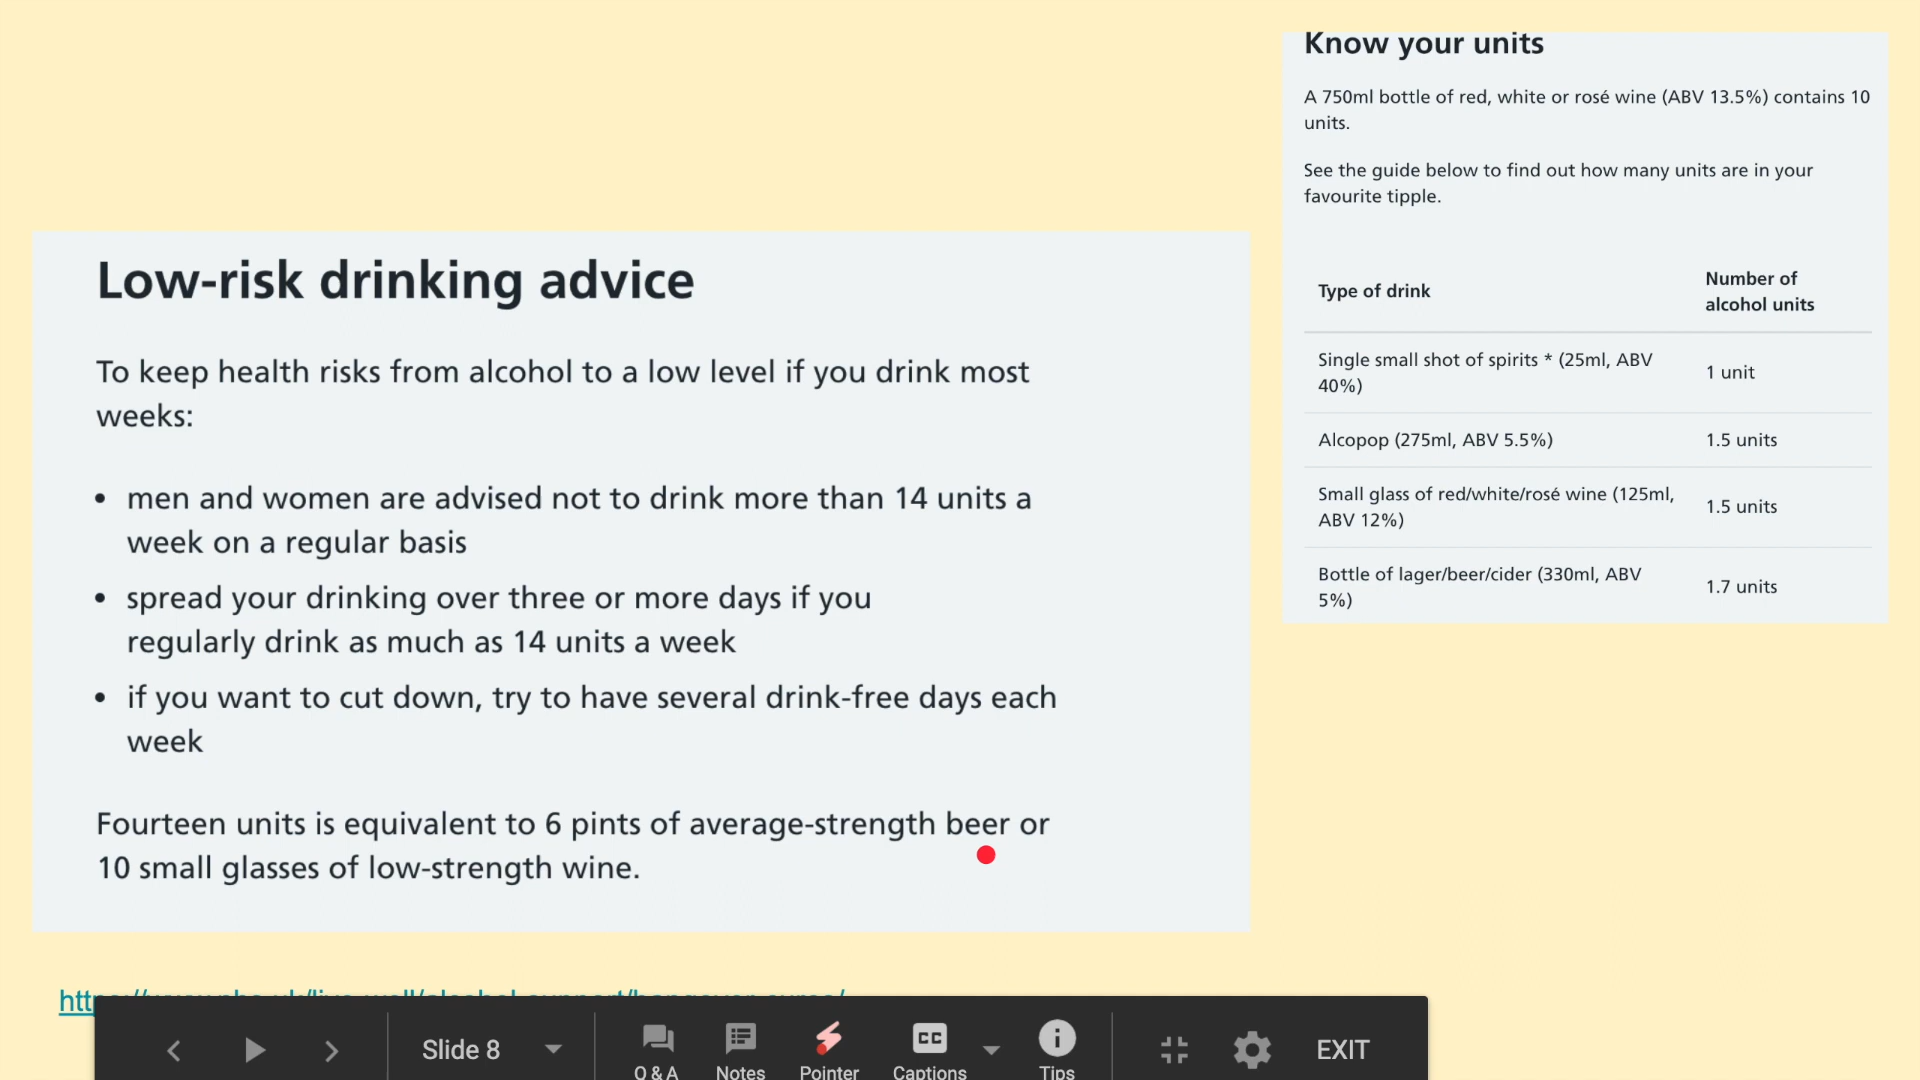 Low-risk drinking advice
To keep health risks from alcohol to a low level if you drink most
weeks:
• men and women are advised not to drink more than 14 units a
week on a regular basis
• spread your drinking over three or more days if you
regularly drink as much as 14 units a week
• if you want to cut down, try to have several drink-free days each
week
Fourteen units is equivalent to 6 pints of average-strength beer or
10 small glasses of low-strength wine.
Know your units
A 750ml bottle of red, white or rosé wine (ABV 13.5%) contains 10
units.
See the guide below to find out how many units are in your
favourite tipple.
Type of drink
Number of
alcohol units
Single small shot of spirits * (25ml, ABV
40%)
1 unit
Alcopop (275ml, ABV 5.5%)
1.5 units
Small glass of red/white/rosé wine (125ml,
ABV 12%)
1.5 units
Bottle of lager/beer/cider (330ml, ABV
5%)
1.7 units
Slide 8
CC
EXIT
Q & A
Notes
Pointer
Captions
Tips